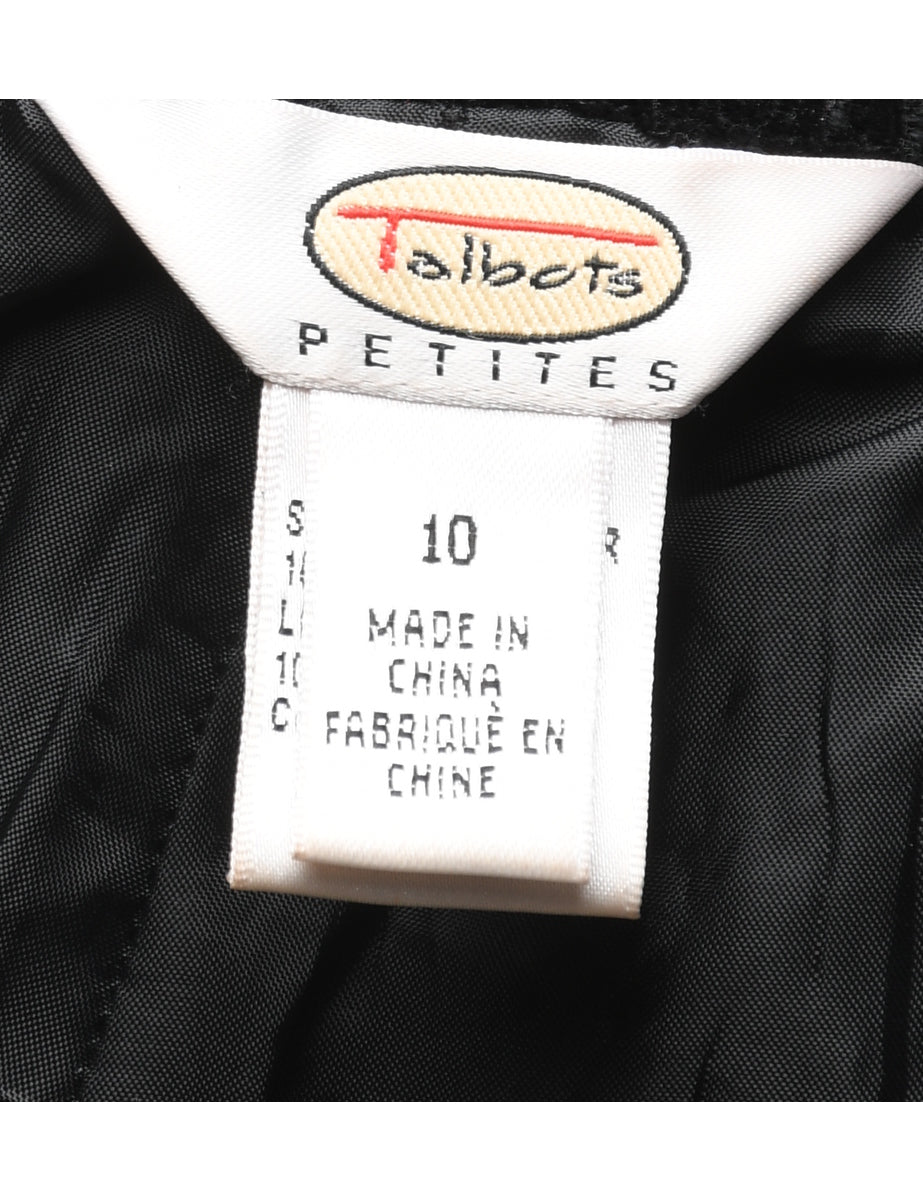 Talbots
PETITES
10
MADE IN
CHINA
FABRIQUÈ EN
CHINE